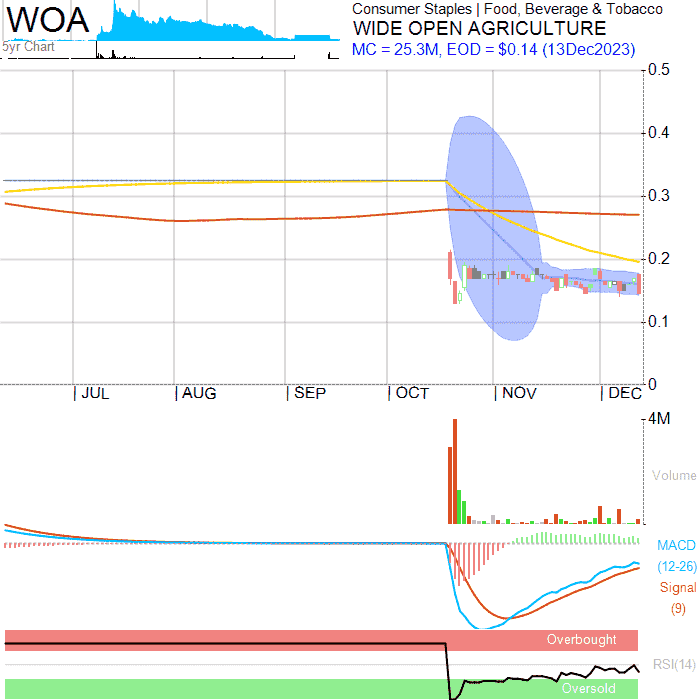 WOA
5yr Chart
Consumer Staples | Food, Beverage & Tobacco
WIDE OPEN AGRICULTURE
MC = 25.3M, EOD = $0.14 (13Dec2023)
0.5
0.4
0.3
0.2
0.1
0
| JUL
| AUG
| SEP
| OCT
| NOV
| DEC
4M
Volume
MACD
(12-26)
Signal
(9)
Overbought
RSI(14)
Oversold